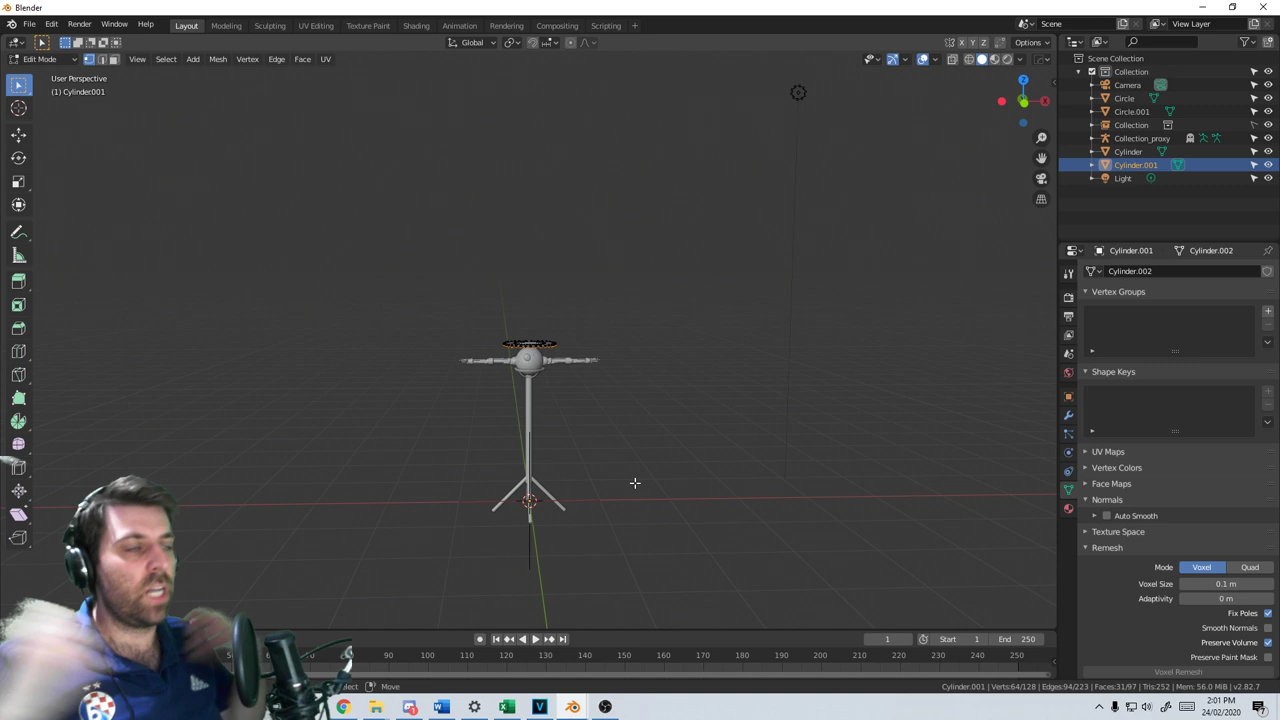 Blender
File Edit Render Window Help Layout Modeling Sculpting UV Editing Texture Paint Shading Animation Rendering Compositing Scripting + Scene View Layer
Global X Y Z Options
Edit Mode View Select Add Mesh Vertex Edge Face UV
User Perspective
(1) Cylinder.001
Z
X
Scene Collection
Collection
Camera
Circle
Circle.001
Collection
Collection_proxy
Cylinder
Cylinder.001
Light
Cylinder.001 Cylinder.002
Cylinder.002
Vertex Groups
Shape Keys
UV Maps
Vertex Colors
Face Maps
Normals
Auto Smooth
Texture Space
Remesh
Mode Voxel Quad
Voxel Size 0.1 m
Adaptivity 0 m
Fix Poles
Smooth Normals
Preserve Volume
Preserve Paint Mask
Voxel Remesh
1 Start 1 End 250
80 90 100 110 120 130 140 150 160 170 180 190 200 210 220 230 240 250
Select Move Cylinder.001 | Verts:64/128 | Edges:94/223 | Faces:31/97 | Tris:252 | Mem: 56.0 MiB | v2.82.7
2:01 PM
24/02/2020